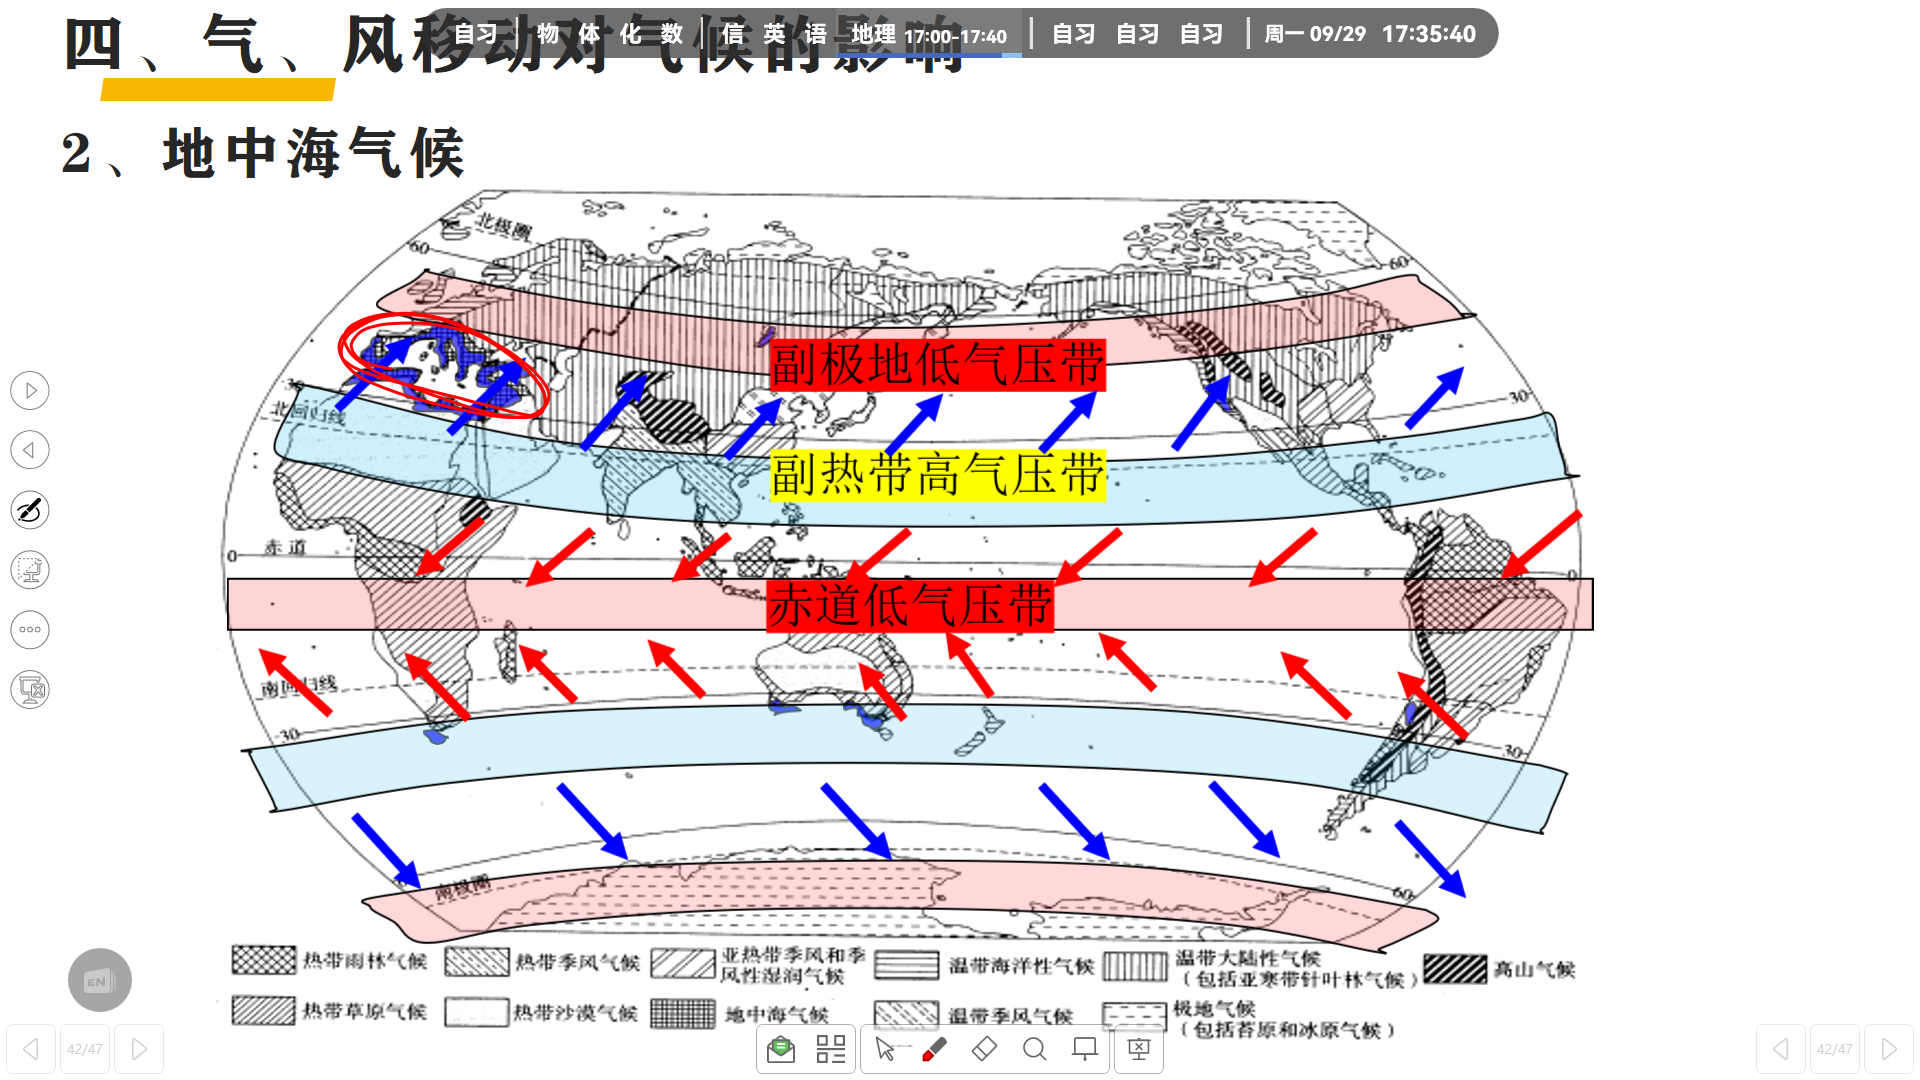 四、气、风移动对气候的影响
自习 物 体 化 数 信 英 语 地理 17:00-17:40 自习 自习 自习 周一 09/29 17:35:40
2、地中海气候
北极圈
60
60
副极地低气压带
30
30
北回归线
副热带高气压带
赤道
0
0
赤道低气压带
南回归线
30
30
60
南极圈
热带雨林气候
热带季风气候
亚热带季风和季
风性湿润气候
温带海洋性气候
温带大陆性气候
(包括亚寒带针叶林气候)
高山气候
热带草原气候
热带沙漠气候
地中海气候
温带季风气候
极地气候
(包括苔原和冰原气候)
EN
42/47
42/47